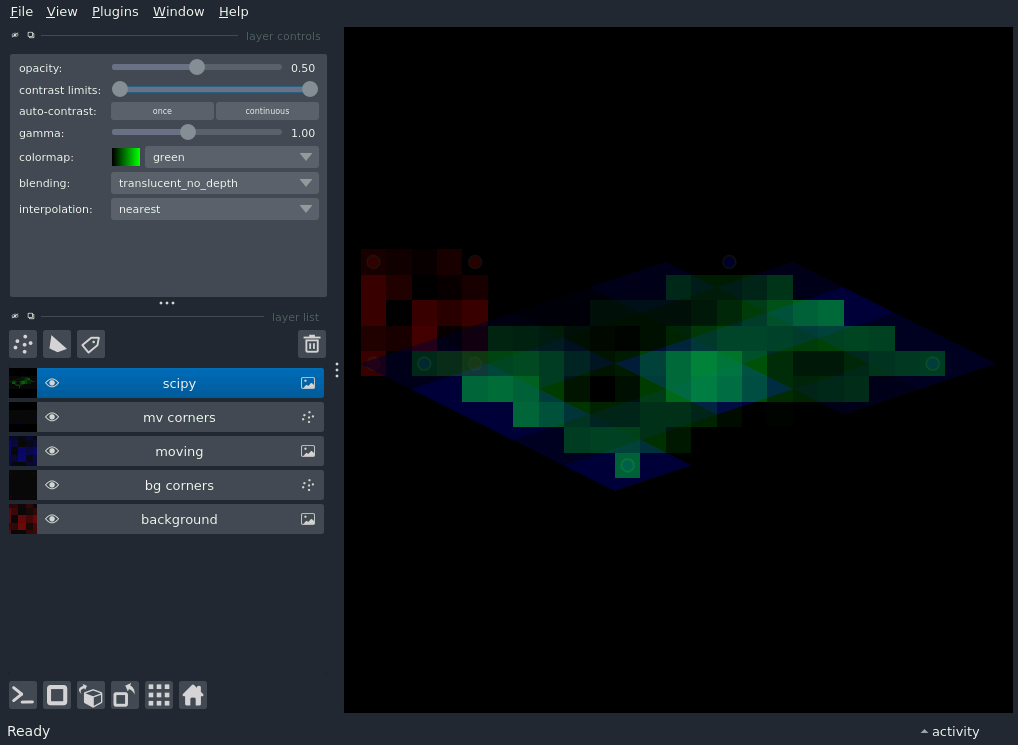 File View Plugins Window Help
layer controls
opacity: 0.50
contrast limits:
auto-contrast: once continuous
gamma: 1.00
colormap: green
blending: translucent_no_depth
interpolation: nearest
layer list
scipy
mv corners
moving
bg corners
background
Ready activity